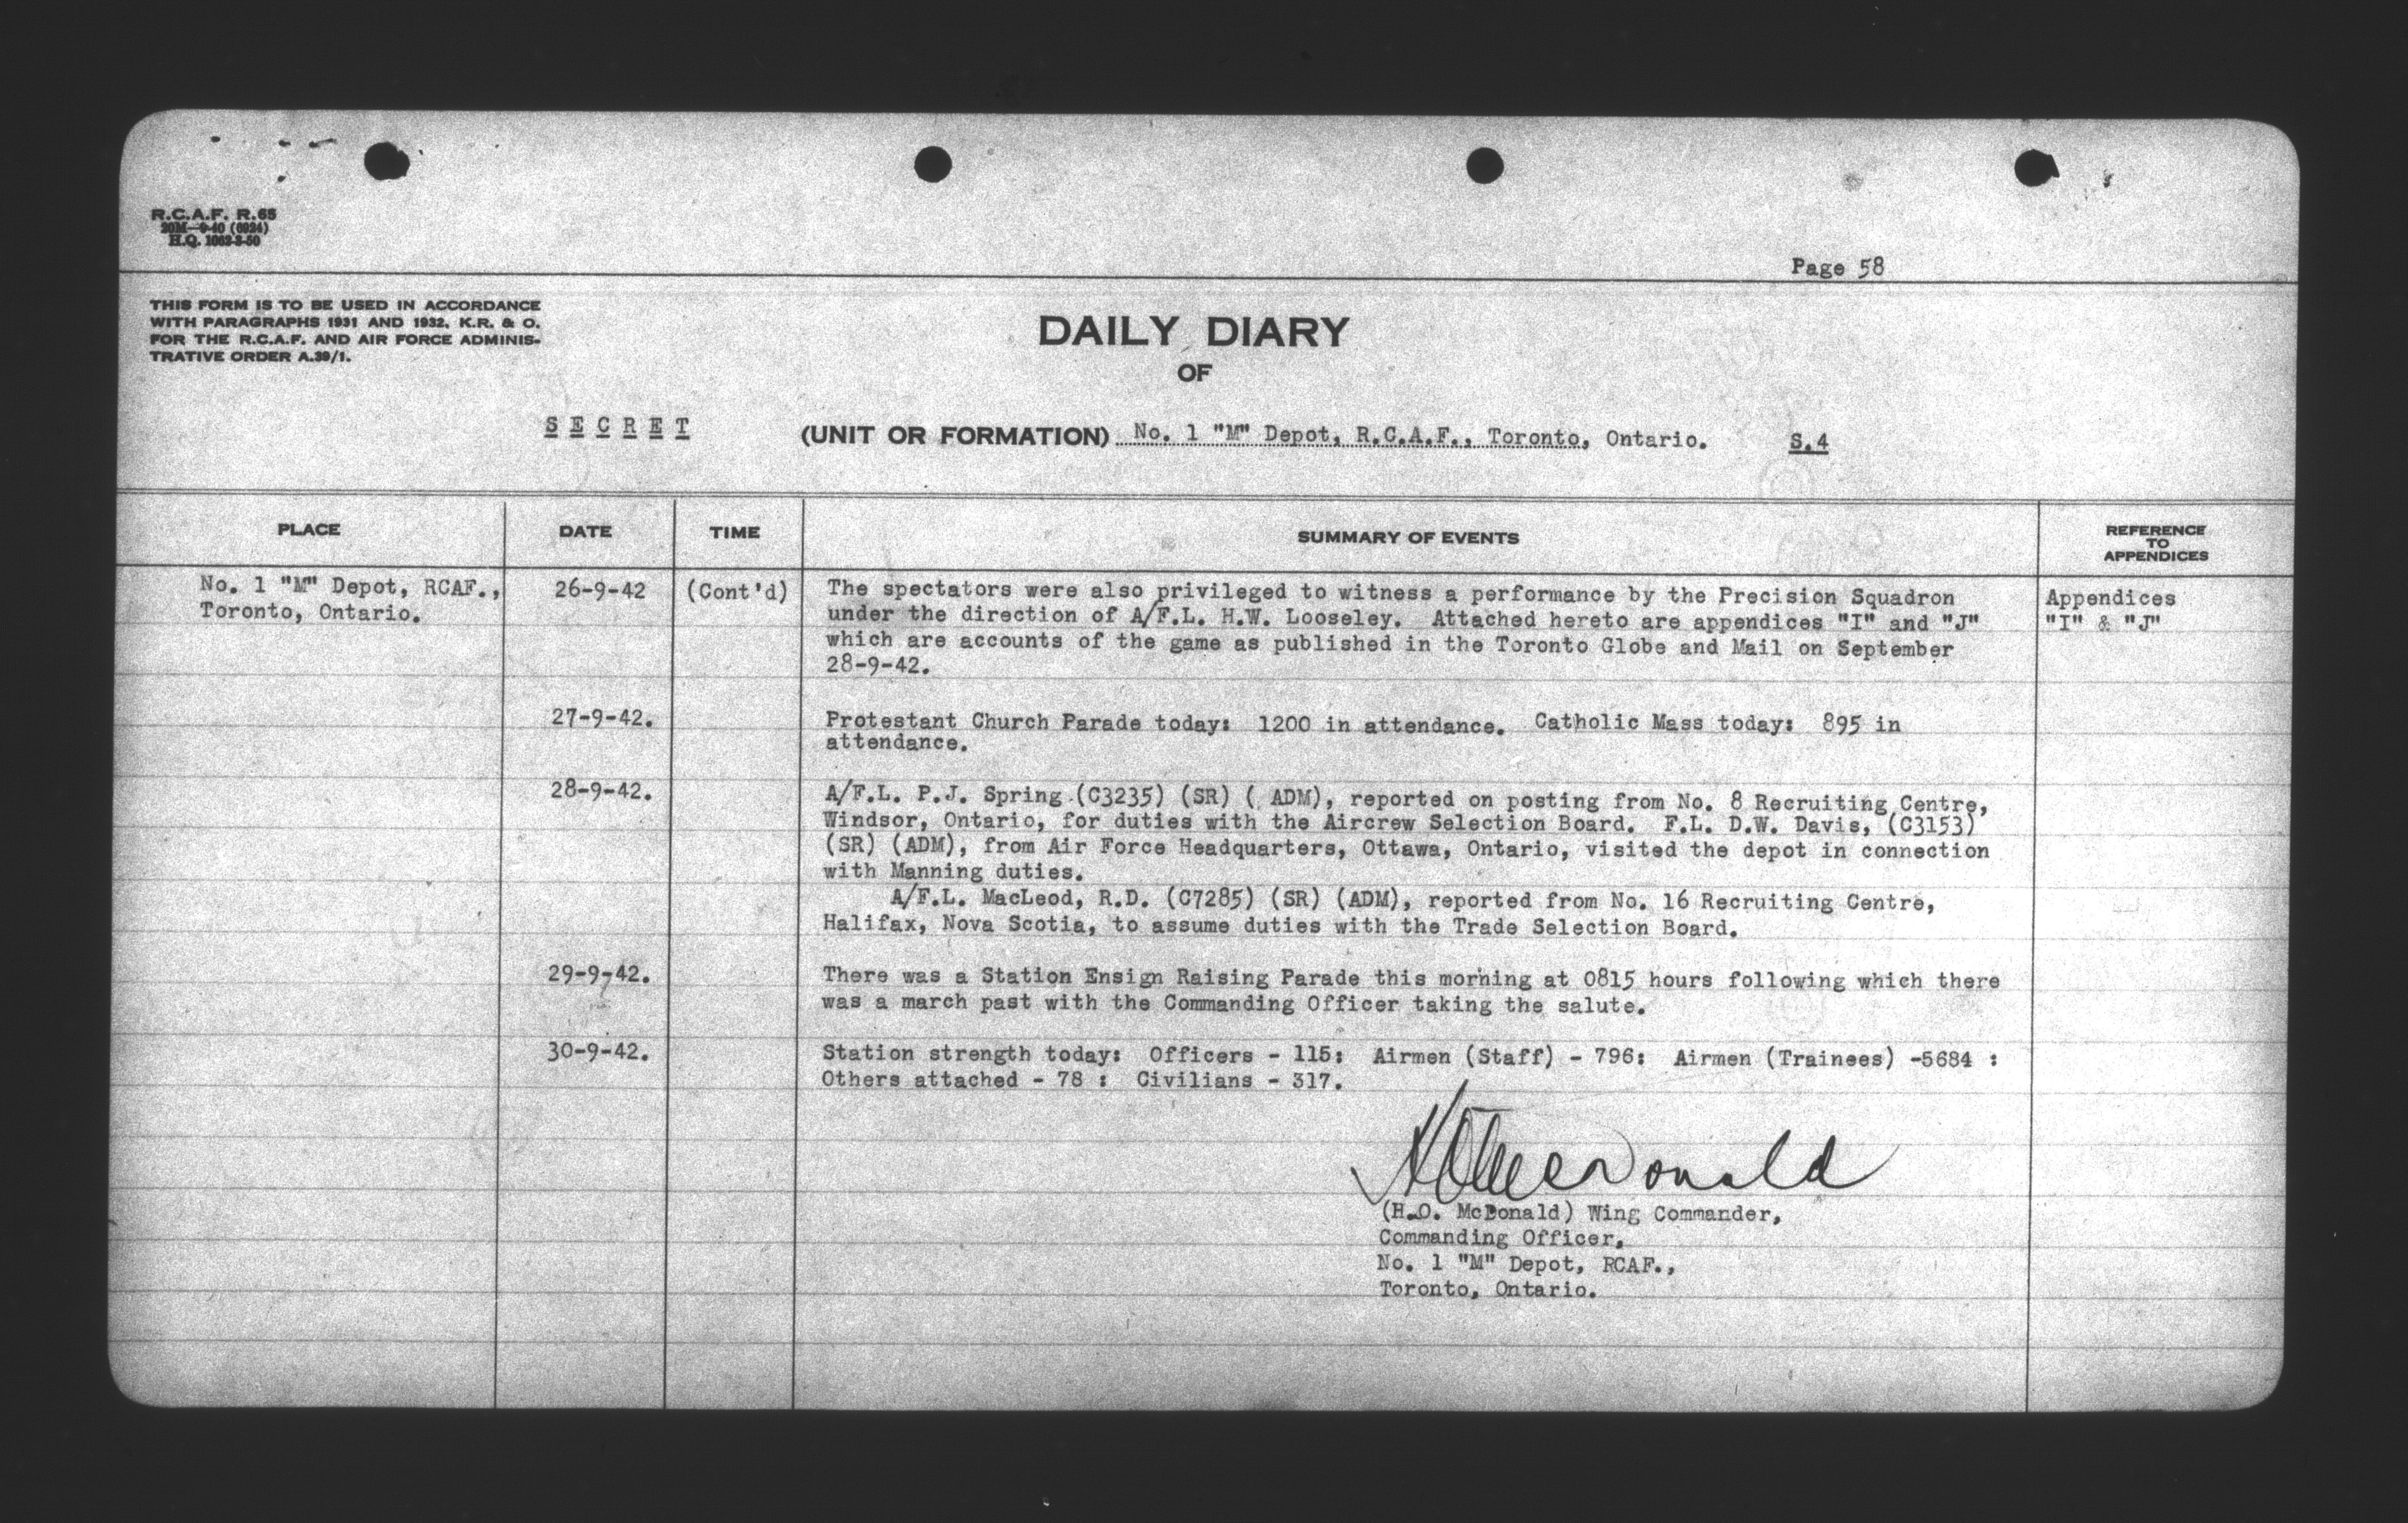 R.C.A.F. R.65
20M—9-40 (6924)
H.Q. 1062-3-50
Page 58
THIS FORM IS TO BE USED IN ACCORDANCE
WITH PARAGRAPHS 1931 AND 1932, K.R. & O.
FOR THE R.C.A.F. AND AIR FORCE ADMINIS-
TRATIVE ORDER A.39/1.
DAILY DIARY
OF
SECRET
(UNIT OR FORMATION) No. 1 "M" Depot, R.C.A.F., Toronto, Ontario. S.4
PLACE DATE TIME SUMMARY OF EVENTS REFERENCE TO APPENDICES
No. 1 "M" Depot, RCAF., 26-9-42 (Cont'd) The spectators were also privileged to witness a performance by the Precision Squadron Appendices
Toronto, Ontario. under the direction of A/F.L. H.W. Looseley. Attached hereto are appendices "I" and "J" "I" & "J"
which are accounts of the game as published in the Toronto Globe and Mail on September
28-9-42.
27-9-42. Protestant Church Parade today: 1200 in attendance. Catholic Mass today: 895 in
attendance.
28-9-42. A/F.L. P.J. Spring (C3235) (SR) ( ADM), reported on posting from No. 8 Recruiting Centre,
Windsor, Ontario, for duties with the Aircrew Selection Board. F.L. D.W. Davis, (C3153)
(SR) (ADM), from Air Force Headquarters, Ottawa, Ontario, visited the depot in connection
with Manning duties.
A/F.L. MacLeod, R.D. (C7285) (SR) (ADM), reported from No. 16 Recruiting Centre,
Halifax, Nova Scotia, to assume duties with the Trade Selection Board.
29-9-42. There was a Station Ensign Raising Parade this morning at 0815 hours following which there
was a march past with the Commanding Officer taking the salute.
30-9-42. Station strength today: Officers - 115: Airmen (Staff) - 796: Airmen (Trainees) -5684 :
Others attached - 78 : Civilians - 317.
HOMcDonald
(H.O. McDonald) Wing Commander,
Commanding Officer,
No. 1 "M" Depot, RCAF.,
Toronto, Ontario.